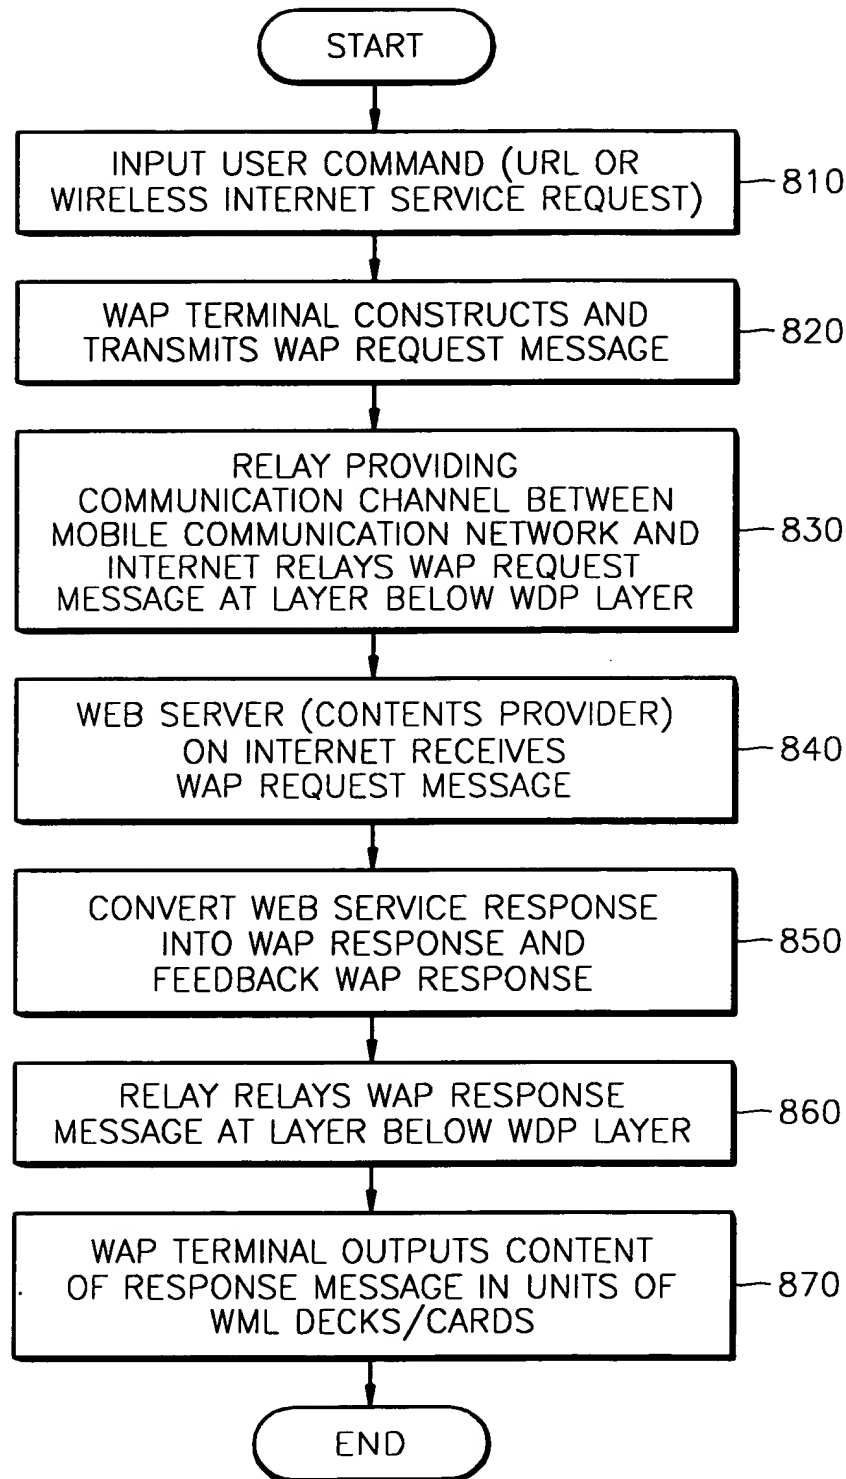 START
INPUT USER COMMAND (URL OR
WIRELESS INTERNET SERVICE REQUEST)
810
WAP TERMINAL CONSTRUCTS AND
TRANSMITS WAP REQUEST MESSAGE
820
RELAY PROVIDING
COMMUNICATION CHANNEL BETWEEN
MOBILE COMMUNICATION NETWORK AND
INTERNET RELAYS WAP REQUEST
MESSAGE AT LAYER BELOW WDP LAYER
830
WEB SERVER (CONTENTS PROVIDER)
ON INTERNET RECEIVES
WAP REQUEST MESSAGE
840
CONVERT WEB SERVICE RESPONSE
INTO WAP RESPONSE AND
FEEDBACK WAP RESPONSE
850
RELAY RELAYS WAP RESPONSE
MESSAGE AT LAYER BELOW WDP LAYER
860
WAP TERMINAL OUTPUTS CONTENT
OF RESPONSE MESSAGE IN UNITS OF
WML DECKS/CARDS
870
END